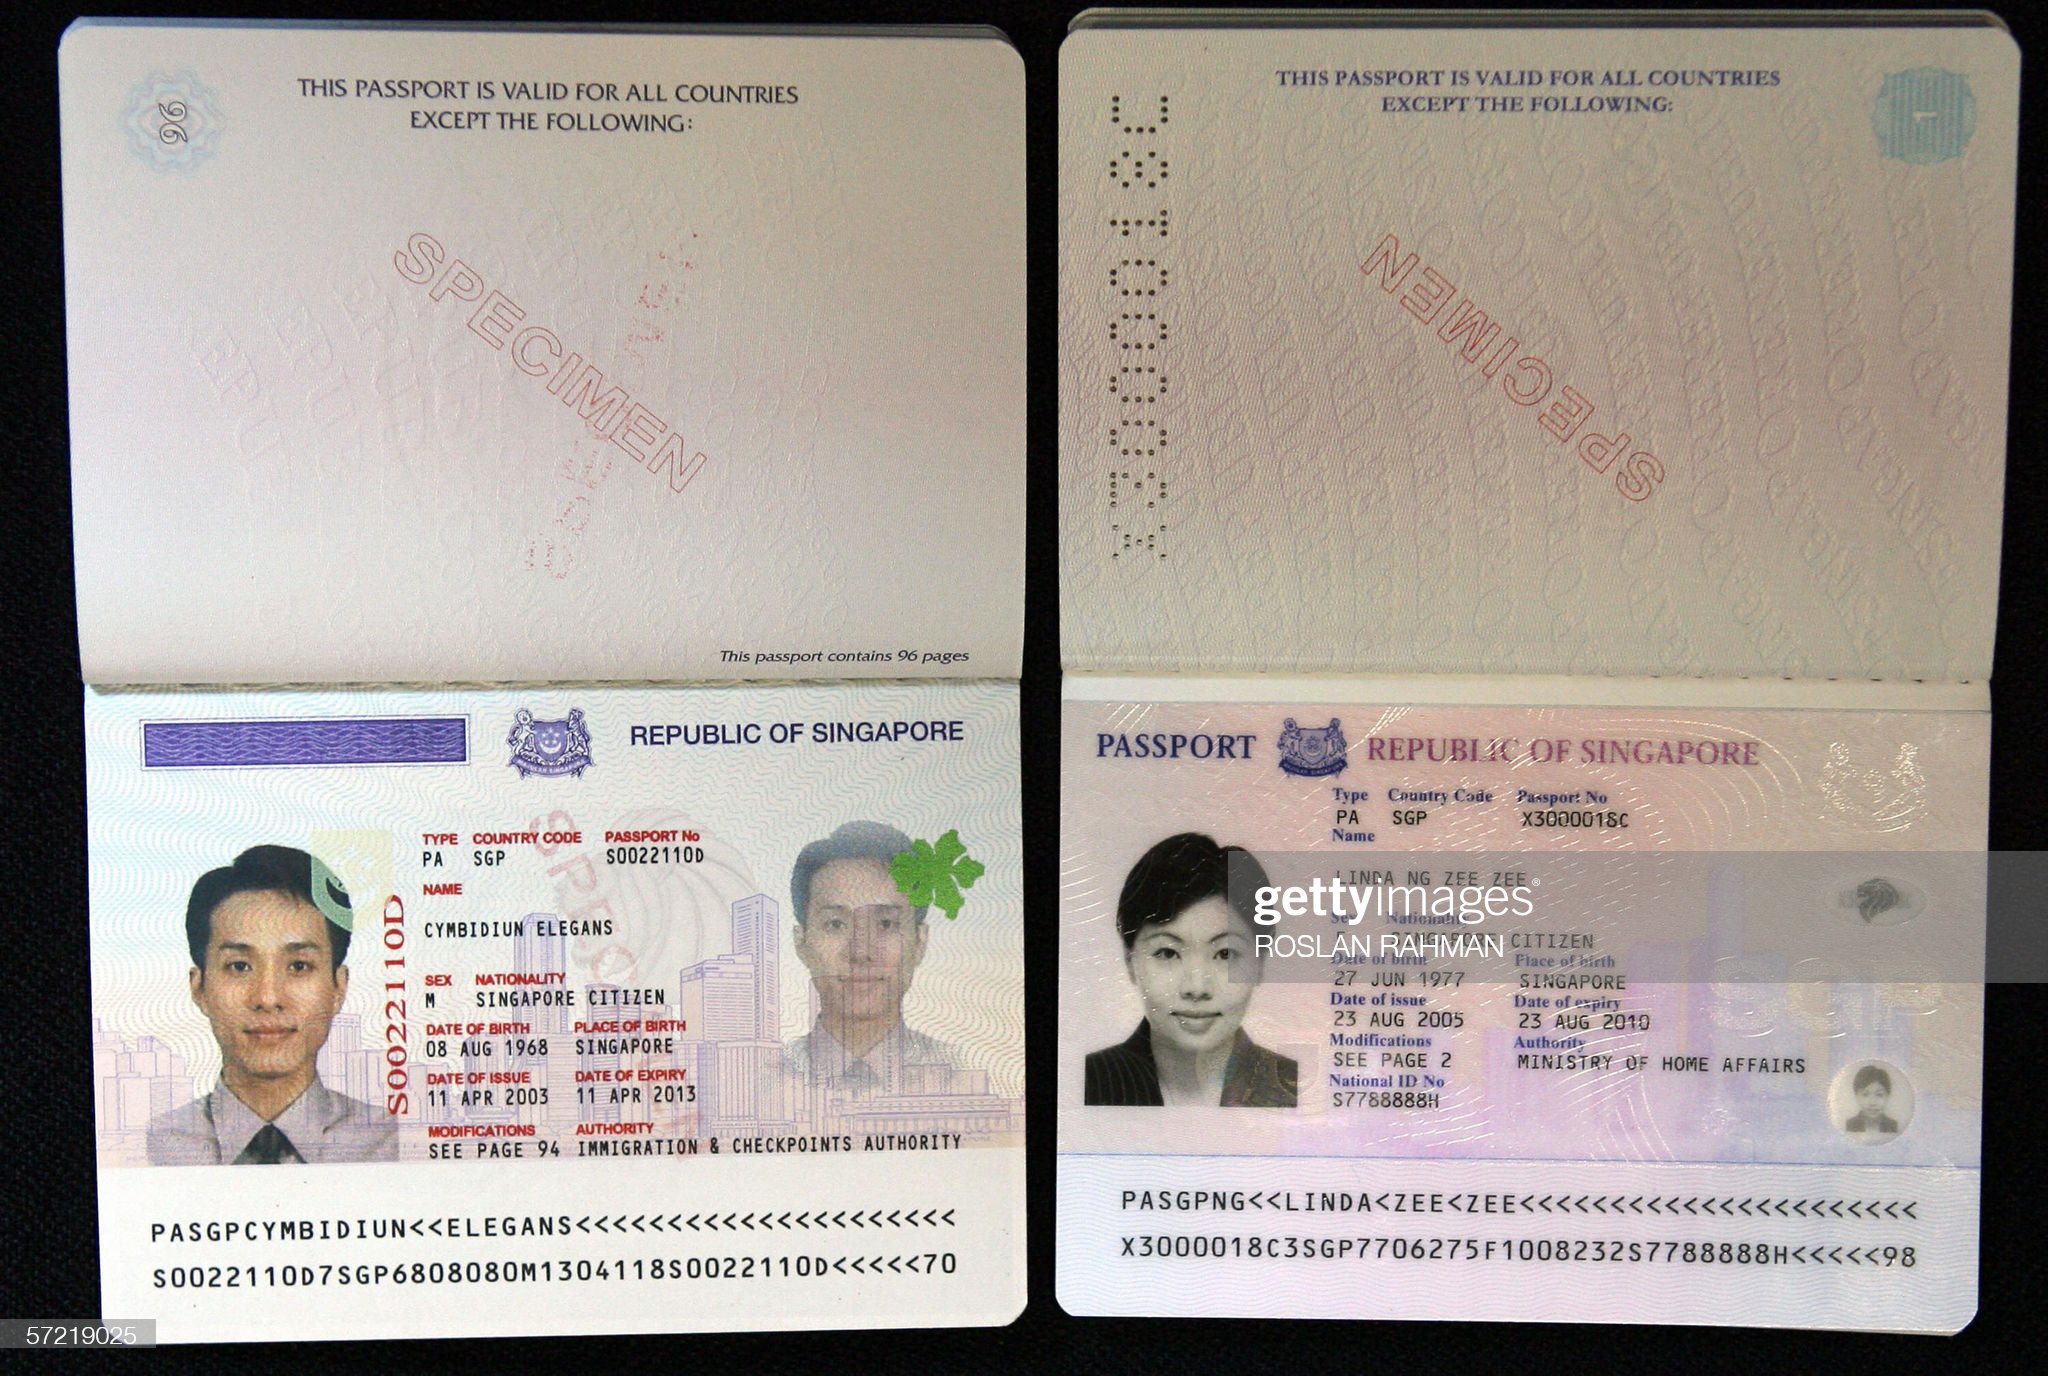 96
THIS PASSPORT IS VALID FOR ALL COUNTRIES
EXCEPT THE FOLLOWING:
SPECIMEN
This passport contains 96 pages
REPUBLIC OF SINGAPORE
TYPE COUNTRY CODE PASSPORT No
PA SGP S0022110D
NAME
CYMBIDIUN ELEGANS
SEX NATIONALITY
M SINGAPORE CITIZEN
DATE OF BIRTH PLACE OF BIRTH
08 AUG 1968 SINGAPORE
DATE OF ISSUE DATE OF EXPIRY
11 APR 2003 11 APR 2013
MODIFICATIONS AUTHORITY
SEE PAGE 94 IMMIGRATION & CHECKPOINTS AUTHORITY
S0022110D
PASGPCYMBIDIUN<<ELEGANS<<<<<<<<<<<<<<<<<<<<<
S0022110D7SGP6808080M1304118S0022110D<<<<<70
THIS PASSPORT IS VALID FOR ALL COUNTRIES
EXCEPT THE FOLLOWING:
1
X3000018C
SPECIMEN
PASSPORT REPUBLIC OF SINGAPORE
Type Country Code Passport No
PA SGP X3000018C
Name
LINDA NG ZEE ZEE
Sex Nationality
F SINGAPORE CITIZEN
Date of birth Place of birth
27 JUN 1977 SINGAPORE
Date of issue Date of expiry
23 AUG 2005 23 AUG 2010
Modifications Authority
SEE PAGE 2 MINISTRY OF HOME AFFAIRS
National ID No
S7788888H
PASGPNG<<LINDA<ZEE<ZEE<<<<<<<<<<<<<<<<<<<<<<
X3000018C3SGP7706275F1008232S7788888H<<<<<98
gettyimages®
ROSLAN RAHMAN
57219025